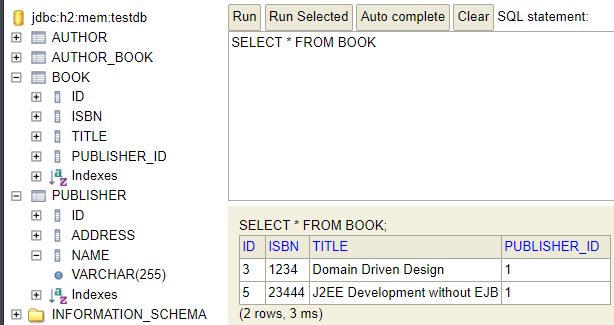 jdbc:h2:mem:testdb
AUTHOR
AUTHOR_BOOK
BOOK
ID
ISBN
TITLE
PUBLISHER_ID
Indexes
PUBLISHER
ID
ADDRESS
NAME
VARCHAR(255)
Indexes
INFORMATION_SCHEMA
Run Run Selected Auto complete Clear SQL statement:
SELECT * FROM BOOK
SELECT * FROM BOOK;
ID ISBN TITLE PUBLISHER_ID
3 1234 Domain Driven Design 1
5 23444 J2EE Development without EJB 1
(2 rows, 3 ms)